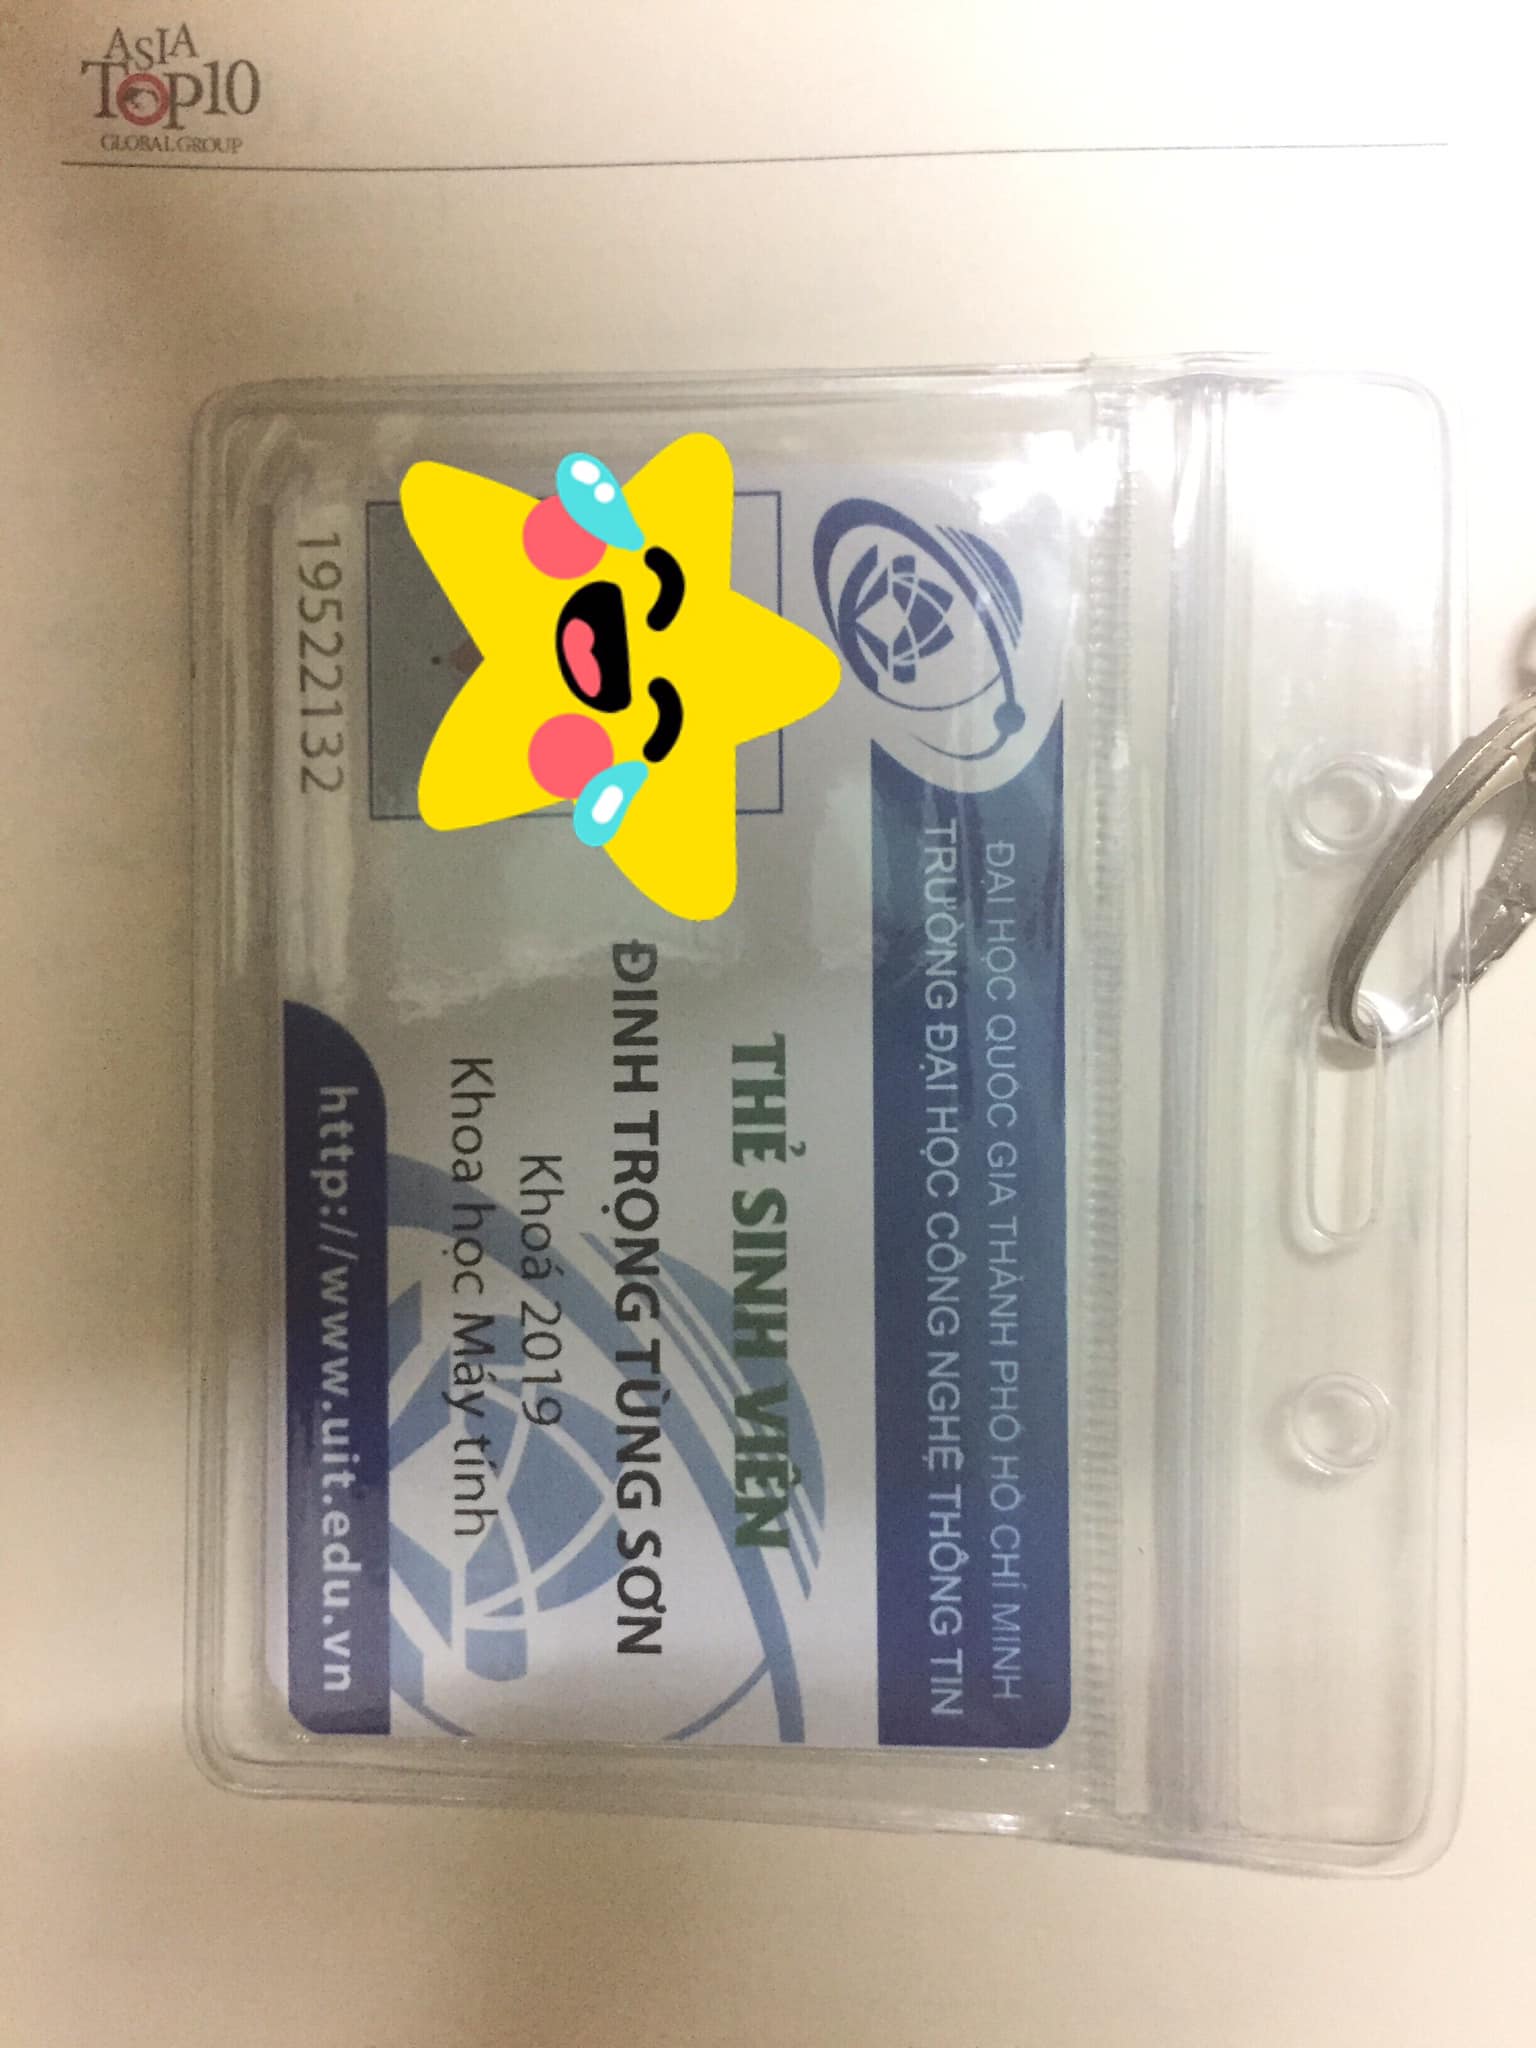 ĐẠI HỌC QUỐC GIA THÀNH PHỐ HỒ CHÍ MINH
TRƯỜNG ĐẠI HỌC CÔNG NGHỆ THÔNG TIN
THẺ SINH VIÊN
ĐINH TRỌNG TÙNG SƠN
Khoá 2019
Khoa học Máy tính
19522132
http://www.uit.edu.vn
ASIA
TOP10
GLOBAL GROUP